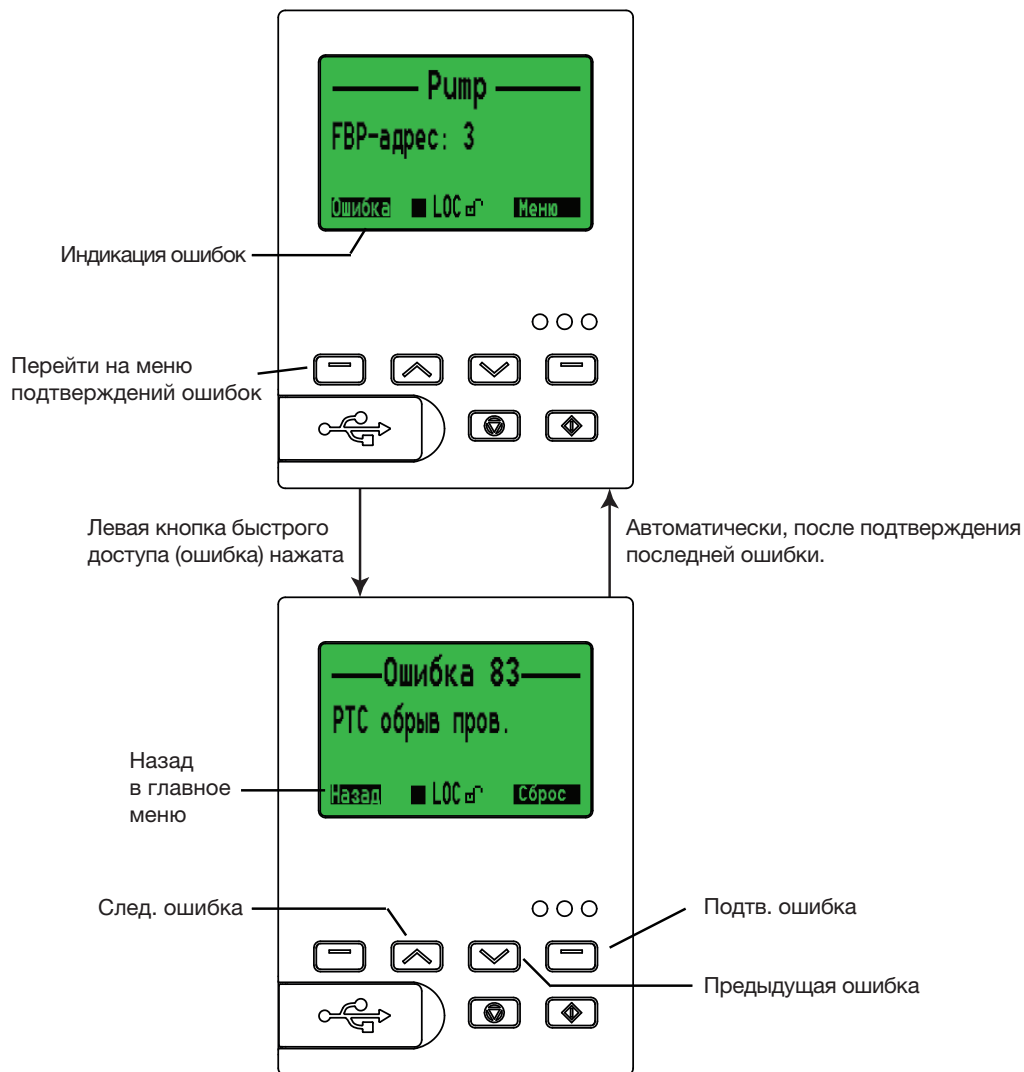 Pump
FBP-адрес: 3
Ошибка LOC Меню
Индикация ошибок
Перейти на меню
подтверждений ошибок
Левая кнопка быстрого
доступа (ошибка) нажата
Автоматически, после подтверждения
последней ошибки.
Ошибка 83
PTC обрыв пров.
Назад LOC Сброс
Назад
в главное
меню
След. ошибка
Подтв. ошибка
Предыдущая ошибка